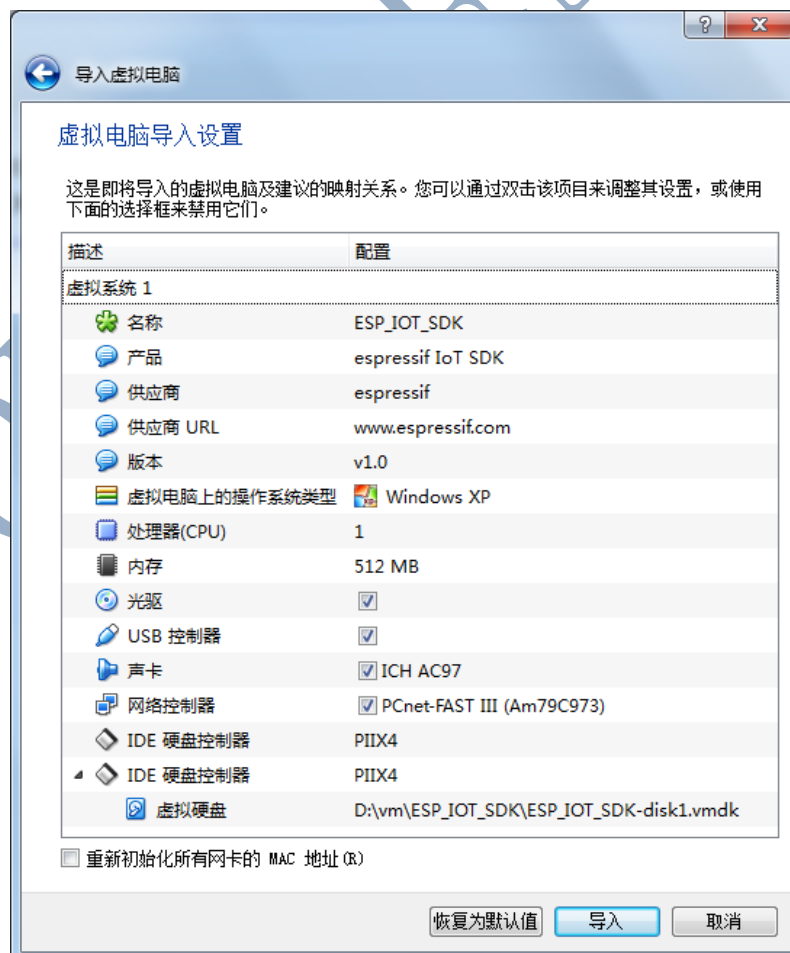 导入虚拟电脑
虚拟电脑导入设置
这是即将导入的虚拟电脑及建议的映射关系。您可以通过双击该项目来调整其设置，或使用
下面的选择框来禁用它们。
描述 配置
虚拟系统 1
名称 ESP_IOT_SDK
产品 espressif IoT SDK
供应商 espressif
供应商 URL www.espressif.com
版本 v1.0
虚拟电脑上的操作系统类型 Windows XP
处理器(CPU) 1
内存 512 MB
光驱
USB 控制器
声卡 ICH AC97
网络控制器 PCnet-FAST III (Am79C973)
IDE 硬盘控制器 PIIX4
IDE 硬盘控制器 PIIX4
虚拟硬盘 D:\vm\ESP_IOT_SDK\ESP_IOT_SDK-disk1.vmdk
重新初始化所有网卡的 MAC 地址(R)
恢复为默认值 导入 取消